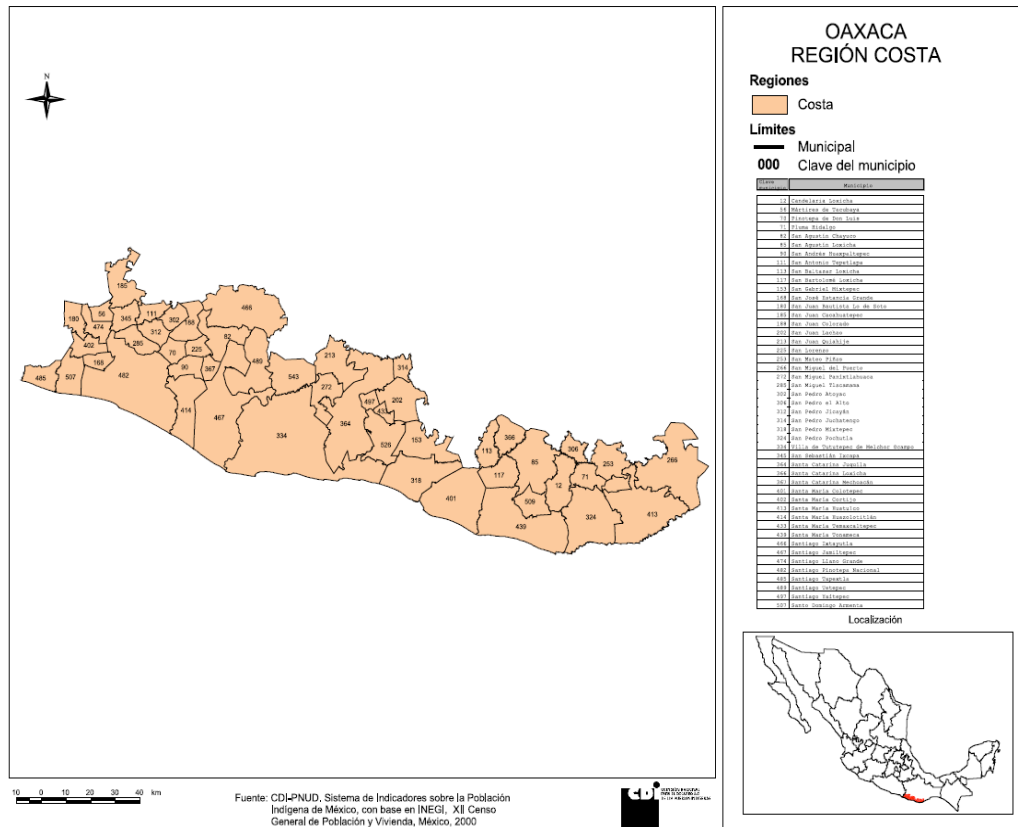 OAXACA
REGIÓN COSTA
Regiones
Costa
Límites
Municipal
000 Clave del municipio
Clave Municipio
12 Candelaria Loxicha
56 Mártires de Tacubaya
70 Pinotepa de Don Luis
71 Pluma Hidalgo
82 San Agustín Chayuco
85 San Agustín Loxicha
90 San Andrés Huaxpaltepec
111 San Antonio Tepetlapa
113 San Baltazar Loxicha
117 San Bartolomé Loxicha
153 San Gabriel Mixtepec
168 San José Estancia Grande
180 San Juan Bautista Lo de Soto
185 San Juan Cacahuatepec
188 San Juan Colorado
202 San Juan Lachao
213 San Juan Quiahije
225 San Lorenzo
253 San Mateo Piñas
266 San Miguel del Puerto
272 San Miguel Panixtlahuaca
285 San Miguel Tlacamama
302 San Pedro Atoyac
306 San Pedro el Alto
312 San Pedro Jicayán
314 San Pedro Juchatengo
318 San Pedro Mixtepec
324 San Pedro Pochutla
334 Villa de Tututepec de Melchor Ocampo
345 San Sebastián Ixcapa
364 Santa Catarina Juquila
366 Santa Catarina Loxicha
367 Santa Catarina Mechoacán
401 Santa María Colotepec
402 Santa María Cortijo
413 Santa María Huatulco
414 Santa María Huazolotitlán
433 Santa María Temaxcaltepec
439 Santa María Tonameca
466 Santiago Ixtayutla
467 Santiago Jamiltepec
474 Santiago Llano Grande
482 Santiago Pinotepa Nacional
485 Santiago Tapextla
489 Santiago Tetepec
497 Santiago Yaitepec
507 Santo Domingo Armenta
Localización
N
185
180 56 345 111 302 188 466
474 312 82
402 285 70 225 489 213 314
168 90 367 543 272
485 507 482 202
414 467 334 364 497 433
526 153
318 401
113 366 85 306 253 266
117 12 71
509
439 324 413
10 0 10 20 30 40 km
Fuente: CDI-PNUD, Sistema de Indicadores sobre la Población
Indígena de México, con base en INEGI, XII Censo
General de Población y Vivienda, México, 2000
CDI